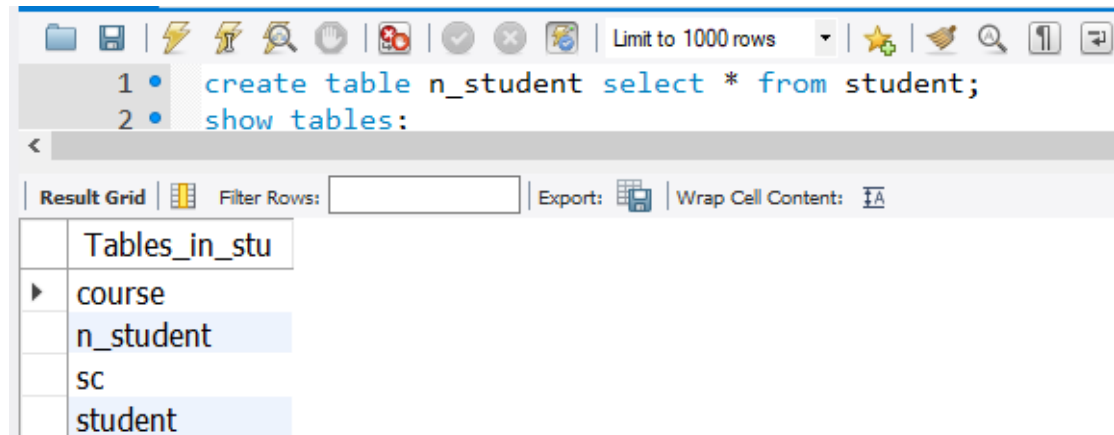 Limit to 1000 rows
1 create table n_student select * from student;
2 show tables;
Result Grid Filter Rows: Export: Wrap Cell Content:
Tables_in_stu
course
n_student
sc
student